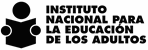 INSTITUTO
NACIONAL PARA
LA EDUCACIÓN
DE LOS ADULTOS